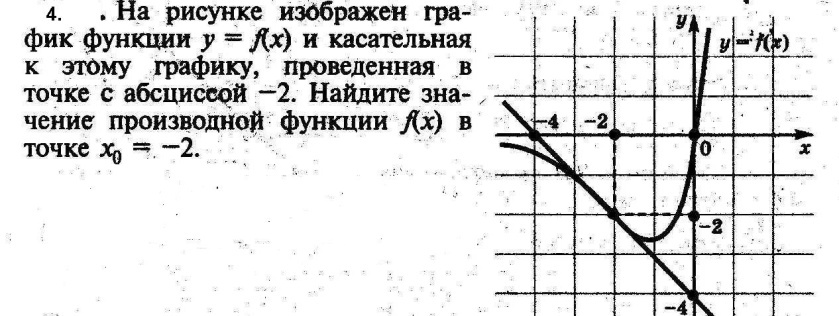 4. . На рисунке изображен гра-
фик функции y = f(x) и касательная
к этому графику, проведенная в
точке с абсциссой −2. Найдите зна-
чение производной функции f(x) в
точке x₀ = −2.
y
y = f(x)
−4 −2
0 x
−2
−4